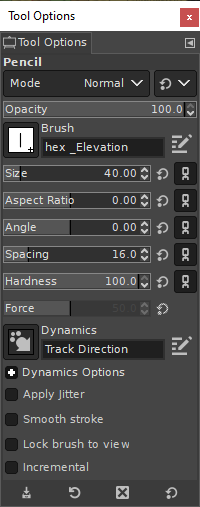 Tool Options
Tool Options
Pencil
Mode Normal
Opacity 100.0
Brush
hex _Elevation
Size 40.00
Aspect Ratio 0.00
Angle 0.00
Spacing 16.0
Hardness 100.0
Force 50.0
Dynamics
Track Direction
Dynamics Options
Apply Jitter
Smooth stroke
Lock brush to view
Incremental